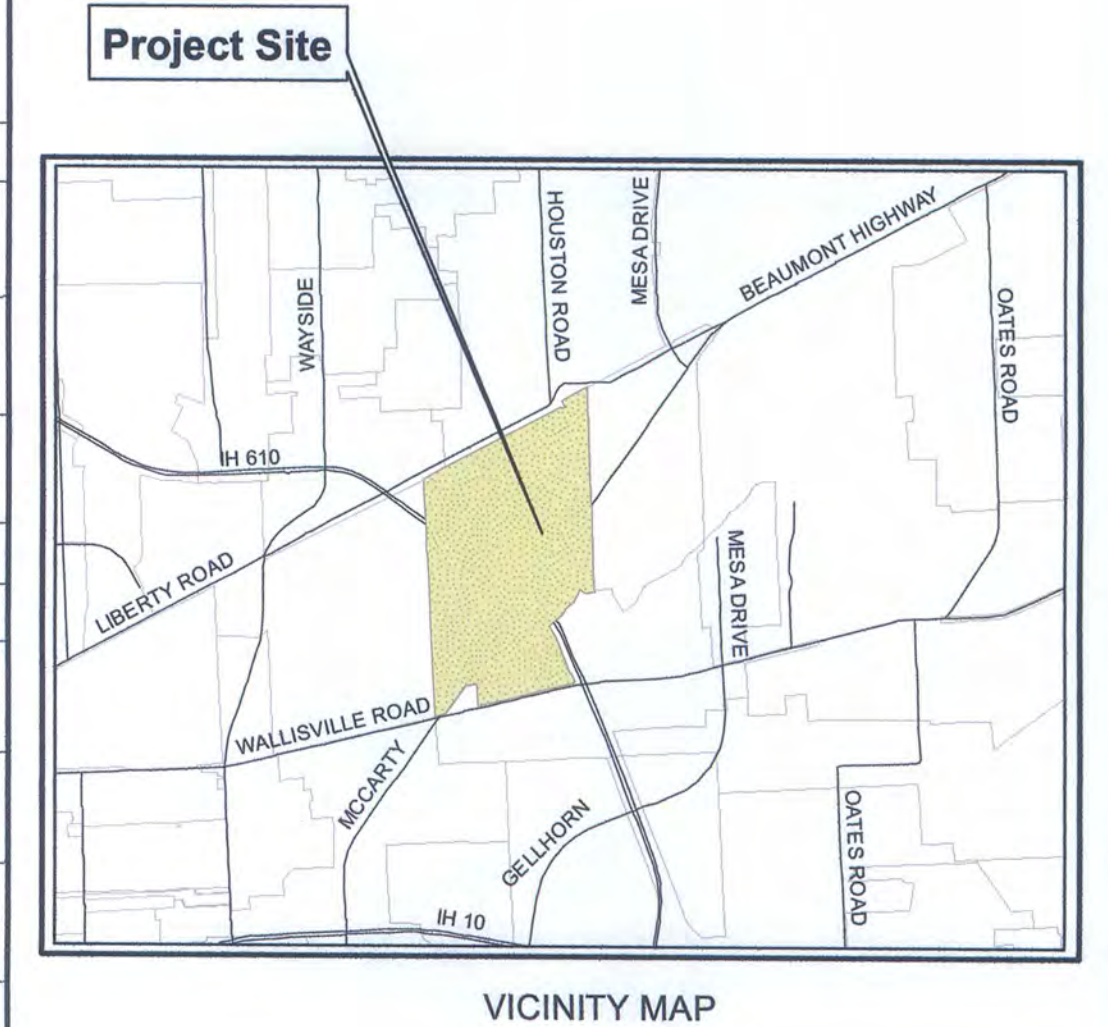 Project Site
HOUSTON ROAD
MESA DRIVE
BEAUMONT HIGHWAY
WAYSIDE
OATES ROAD
IH 610
LIBERTY ROAD
MESA DRIVE
WALLISVILLE ROAD
MCCARTY
GELLHORN
OATES ROAD
IH 10
VICINITY MAP